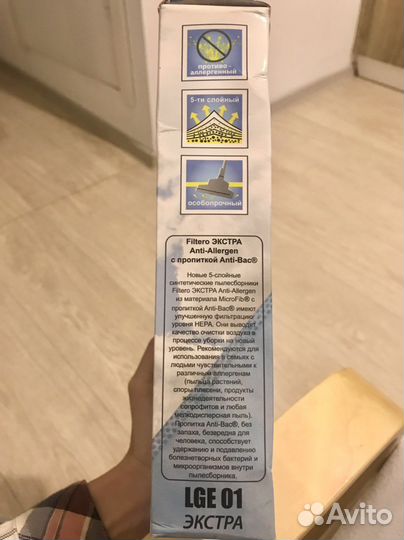 противо -
аллергенный
5-ти слойный
особопрочный
Filtero ЭКСТРА
Anti-Allergen
с пропиткой Anti-Bac®
Новые 5-слойные
синтетические пылесборники
Filtero ЭКСТРА Anti-Allergen
из материала MicroFib® с
пропиткой Anti-Bac® имеют
улучшенную фильтрацию
уровня HEPA. Они выводят
качество очистки воздуха в
процессе уборки на новый
уровень. Рекомендуются для
использования в семьях с
людьми чувствительными к
различным аллергенам
(пыльца растений,
споры плесени, продукты
жизнедеятельности
сопрофитов и любая
мелкодисперсная пыль).
Пропитка Anti-Bac®, без
запаха, безвредна для
человека, способствует
удержанию и подавлению
болезнетворных бактерий и
микроорганизмов внутри
пылесборника.
LGE 01
ЭКСТРА
Avito